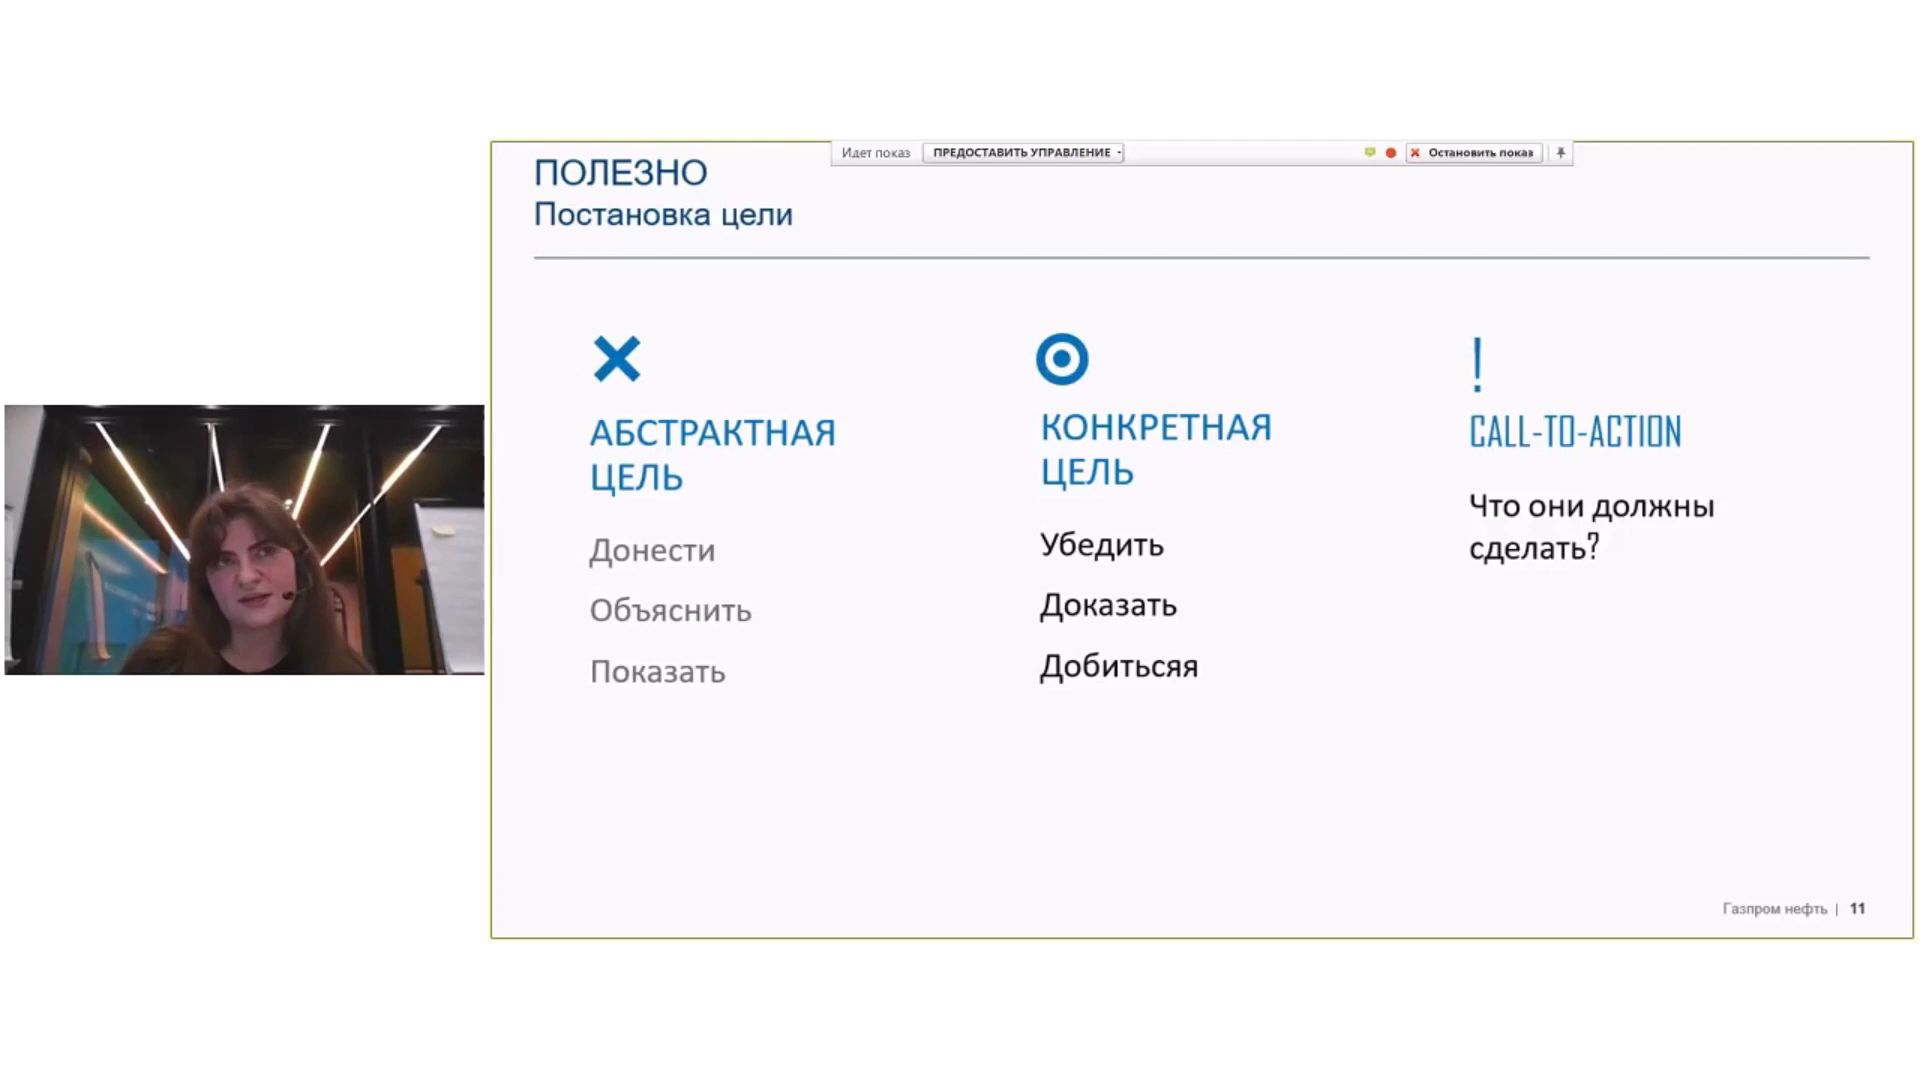 Идет показ
ПРЕДОСТАВИТЬ УПРАВЛЕНИЕ
Остановить показ
ПОЛЕЗНО
Постановка цели
АБСТРАКТНАЯ
ЦЕЛЬ
Донести
Объяснить
Показать
КОНКРЕТНАЯ
ЦЕЛЬ
Убедить
Доказать
Добитьсяя
!
CALL-TO-ACTION
Что они должны
сделать?
Газпром нефть | 11